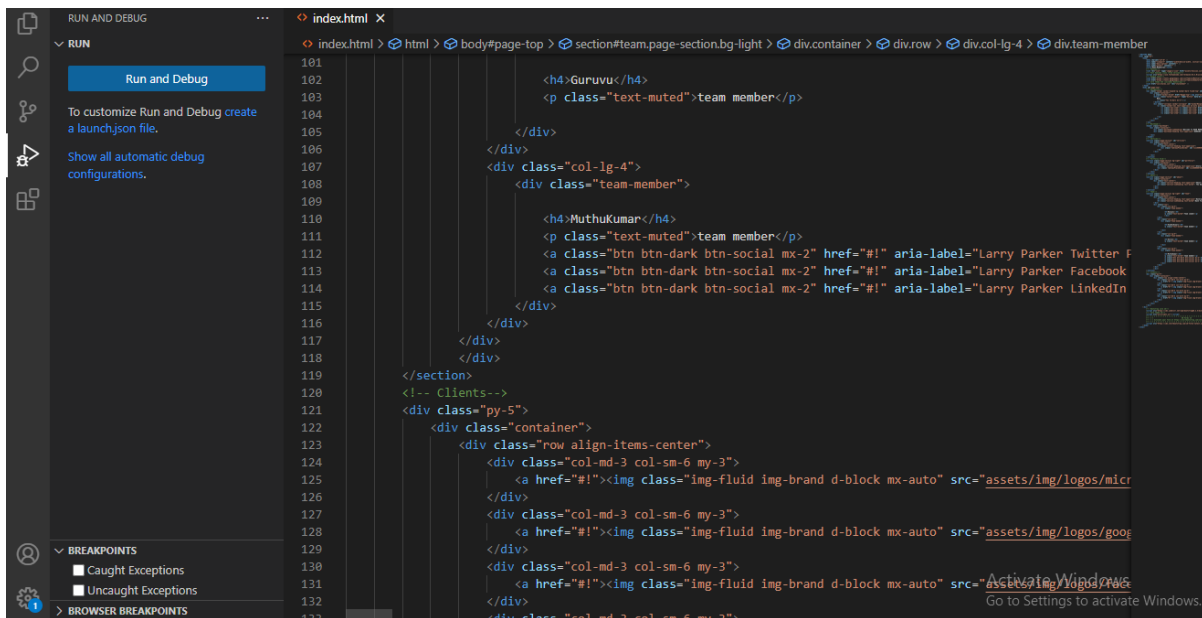 RUN AND DEBUG ···
RUN
Run and Debug
To customize Run and Debug create
a launch.json file.
Show all automatic debug
configurations.
BREAKPOINTS
Caught Exceptions
Uncaught Exceptions
BROWSER BREAKPOINTS
1
<> index.html ×
<> index.html > html > body#page-top > section#team.page-section.bg-light > div.container > div.row > div.col-lg-4 > div.team-member
101
102 <h4>Guruvu</h4>
103 <p class="text-muted">team member</p>
104
105 </div>
106 </div>
107 <div class="col-lg-4">
108 <div class="team-member">
109
110 <h4>MuthuKumar</h4>
111 <p class="text-muted">team member</p>
112 <a class="btn btn-dark btn-social mx-2" href="#!" aria-label="Larry Parker Twitter P
113 <a class="btn btn-dark btn-social mx-2" href="#!" aria-label="Larry Parker Facebook
114 <a class="btn btn-dark btn-social mx-2" href="#!" aria-label="Larry Parker LinkedIn
115 </div>
116 </div>
117 </div>
118 </div>
119 </section>
120 <!-- Clients-->
121 <div class="py-5">
122 <div class="container">
123 <div class="row align-items-center">
124 <div class="col-md-3 col-sm-6 my-3">
125 <a href="#!"><img class="img-fluid img-brand d-block mx-auto" src="assets/img/logos/micr
126 </div>
127 <div class="col-md-3 col-sm-6 my-3">
128 <a href="#!"><img class="img-fluid img-brand d-block mx-auto" src="assets/img/logos/goog
129 </div>
130 <div class="col-md-3 col-sm-6 my-3">
131 <a href="#!"><img class="img-fluid img-brand d-block mx-auto" src="assets/img/logos/face
132 </div>
133 <div class="col-md-3 col-sm-6 my-3">
Activate Windows
Go to Settings to activate Windows.